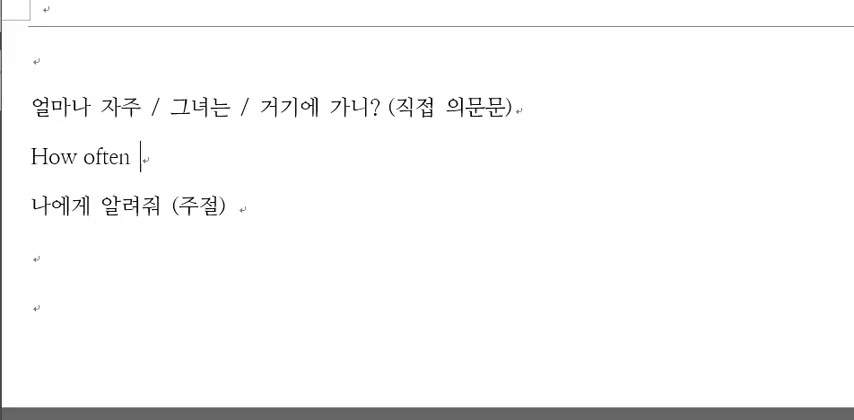 얼마나 자주 / 그녀는 / 거기에 가니? (직접 의문문)
How often
나에게 알려줘 (주절)